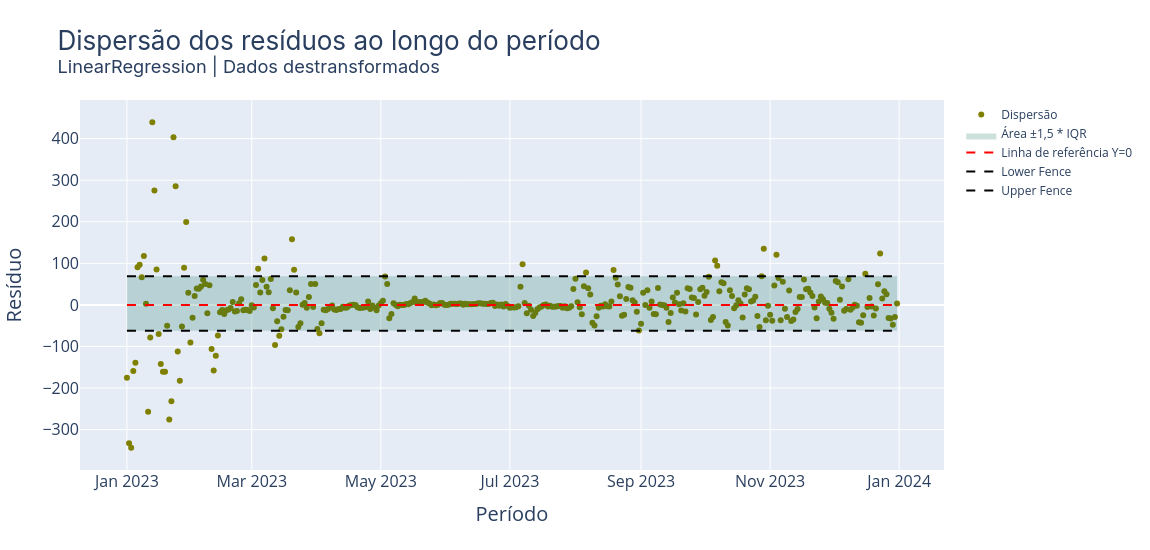 Dispersão dos resíduos ao longo do período
LinearRegression | Dados destransformados
Dispersão
Área ±1,5 * IQR
Linha de referência Y=0
Lower Fence
Upper Fence
Resíduo
400
300
200
100
0
−100
−200
−300
Jan 2023
Mar 2023
May 2023
Jul 2023
Sep 2023
Nov 2023
Jan 2024
Período